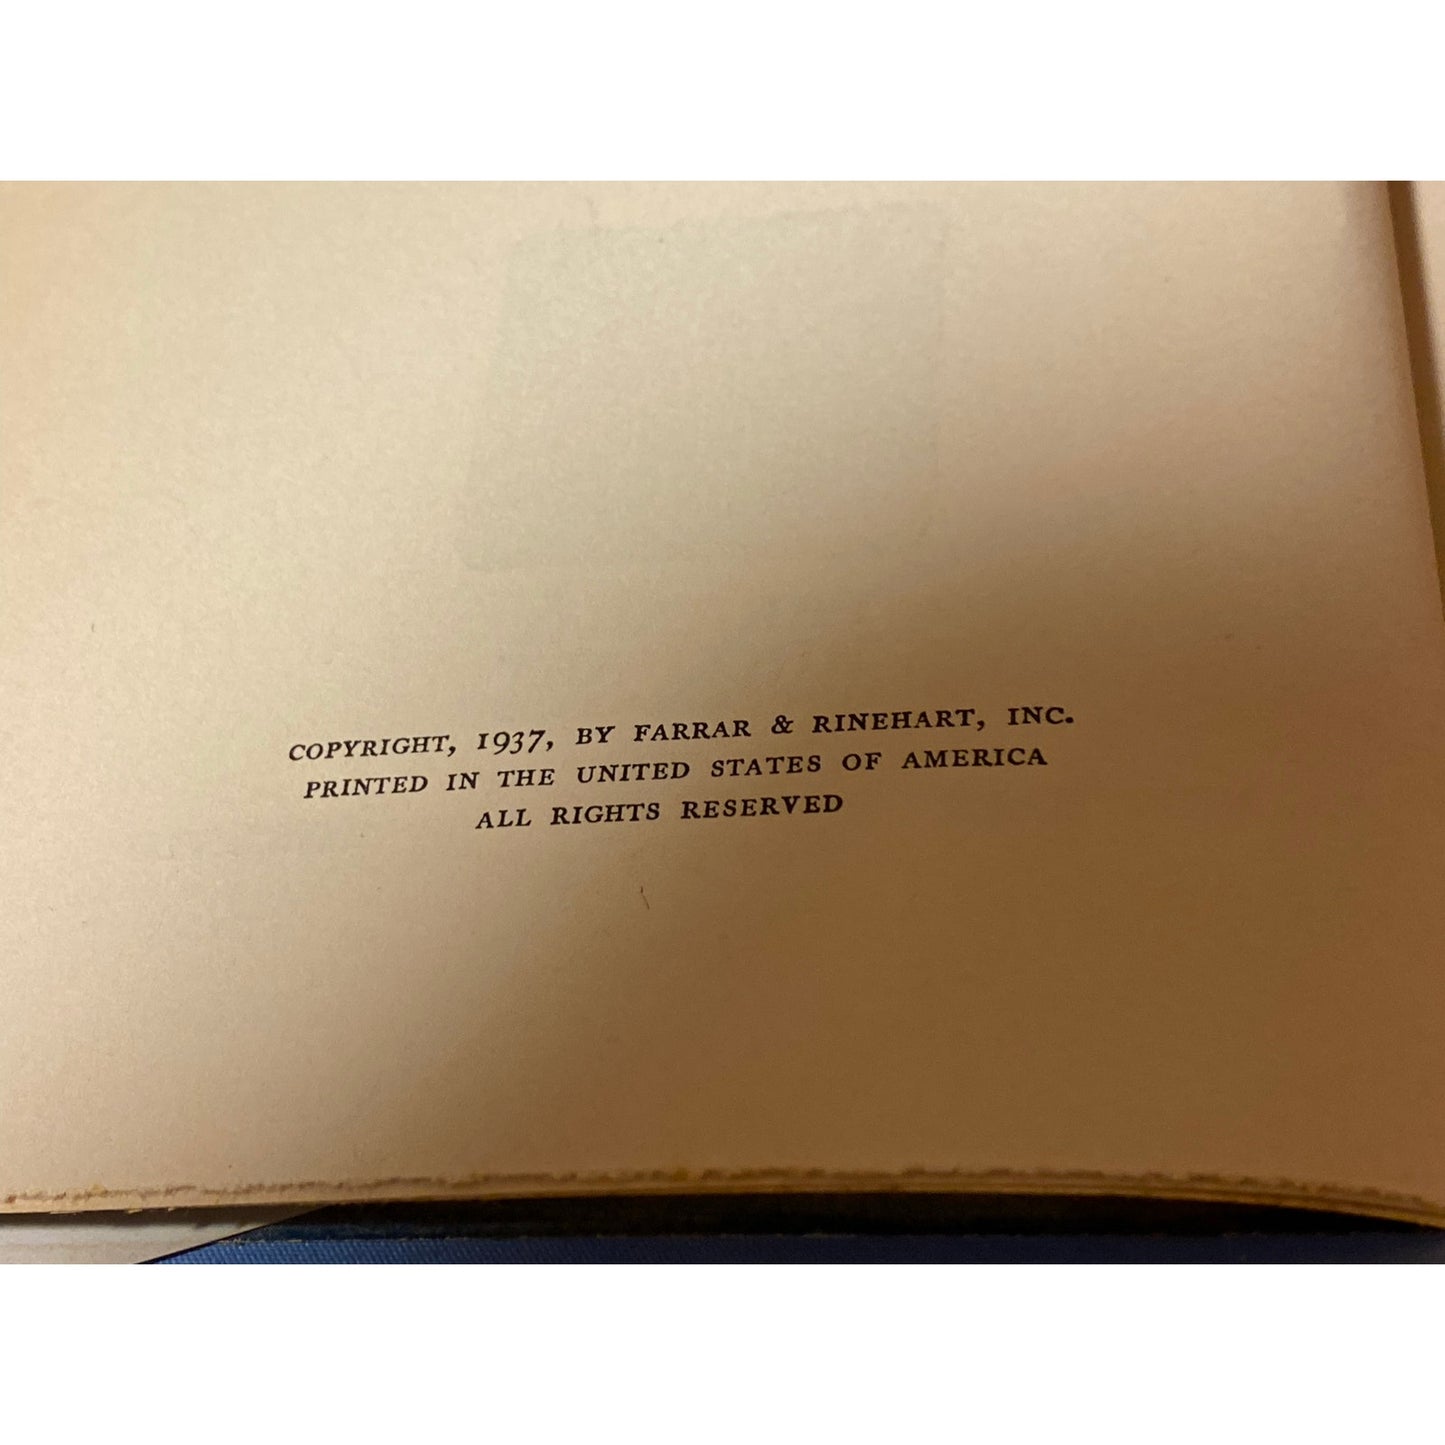 COPYRIGHT, 1937, BY FARRAR & RINEHART, INC.
PRINTED IN THE UNITED STATES OF AMERICA
ALL RIGHTS RESERVED